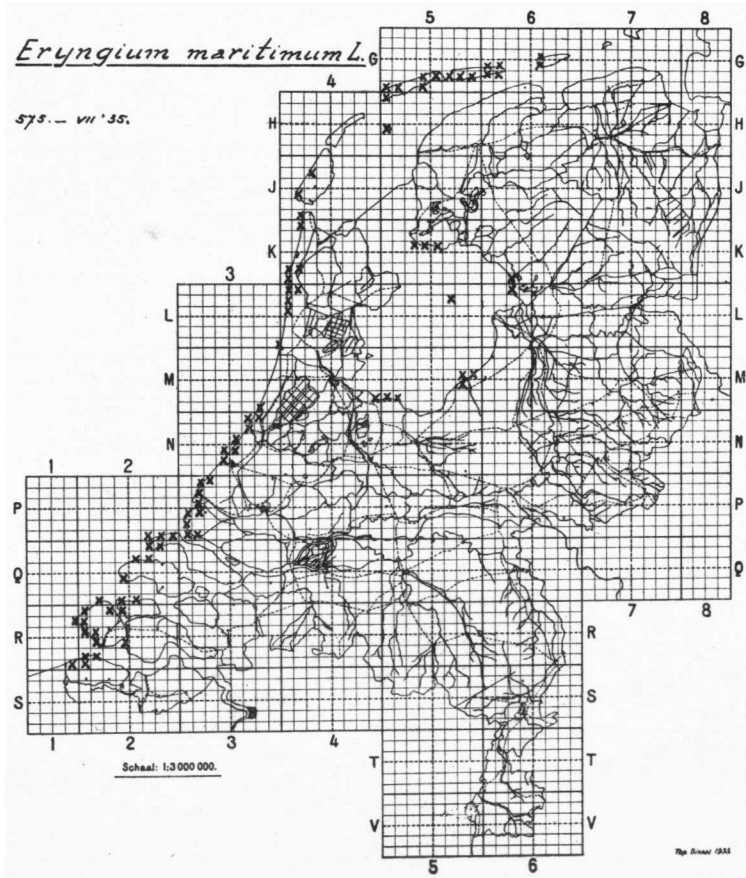 5 6 7 8
Eryngium maritimum L.
G G
4
575. — VII '35.
H H
J J
K K
3
L L
M M
N N
1 2
P P
Q Q
7 8
R R
S S
1 2 3 4
Schaal: 1:3 000 000.
T T
V V
Top. Dienst 1935
5 6